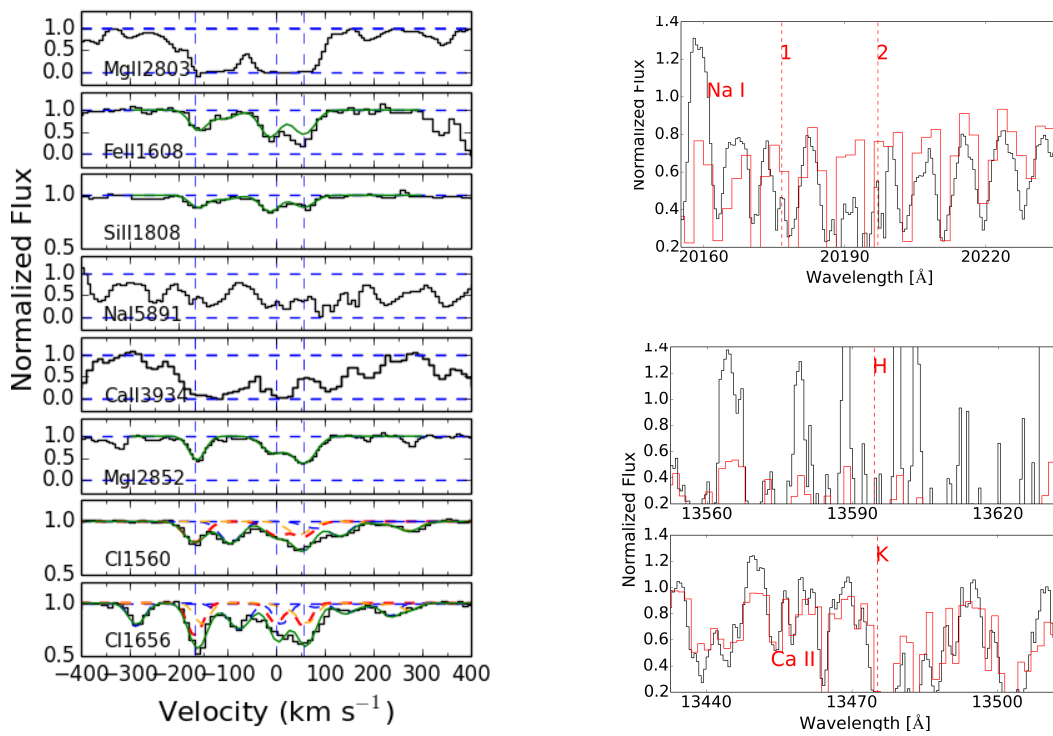 Normalized Flux
1.0
0.5
0.0
MgII2803
1.0
0.5
0.0
FeII1608
1.0
0.5
SiII1808
1.0
0.5
0.0
NaI5891
1.0
0.5
0.0
CaII3934
1.0
0.5
0.0
MgI2852
1.0
0.5
CI1560
1.0
0.5
CI1656
−400 −300 −200 −100 0 100 200 300 400
Velocity (km s−1)
Normalized Flux
1.4
1.2
1.0
0.8
0.6
0.4
0.2
Na I
1
2
20160 20190 20220
Wavelength [Å]
Normalized Flux
1.4
1.2
1.0
0.8
0.6
0.4
0.2
H
13560 13590 13620
Normalized Flux
1.4
1.2
1.0
0.8
0.6
0.4
0.2
K
Ca II
13440 13470 13500
Wavelength [Å]